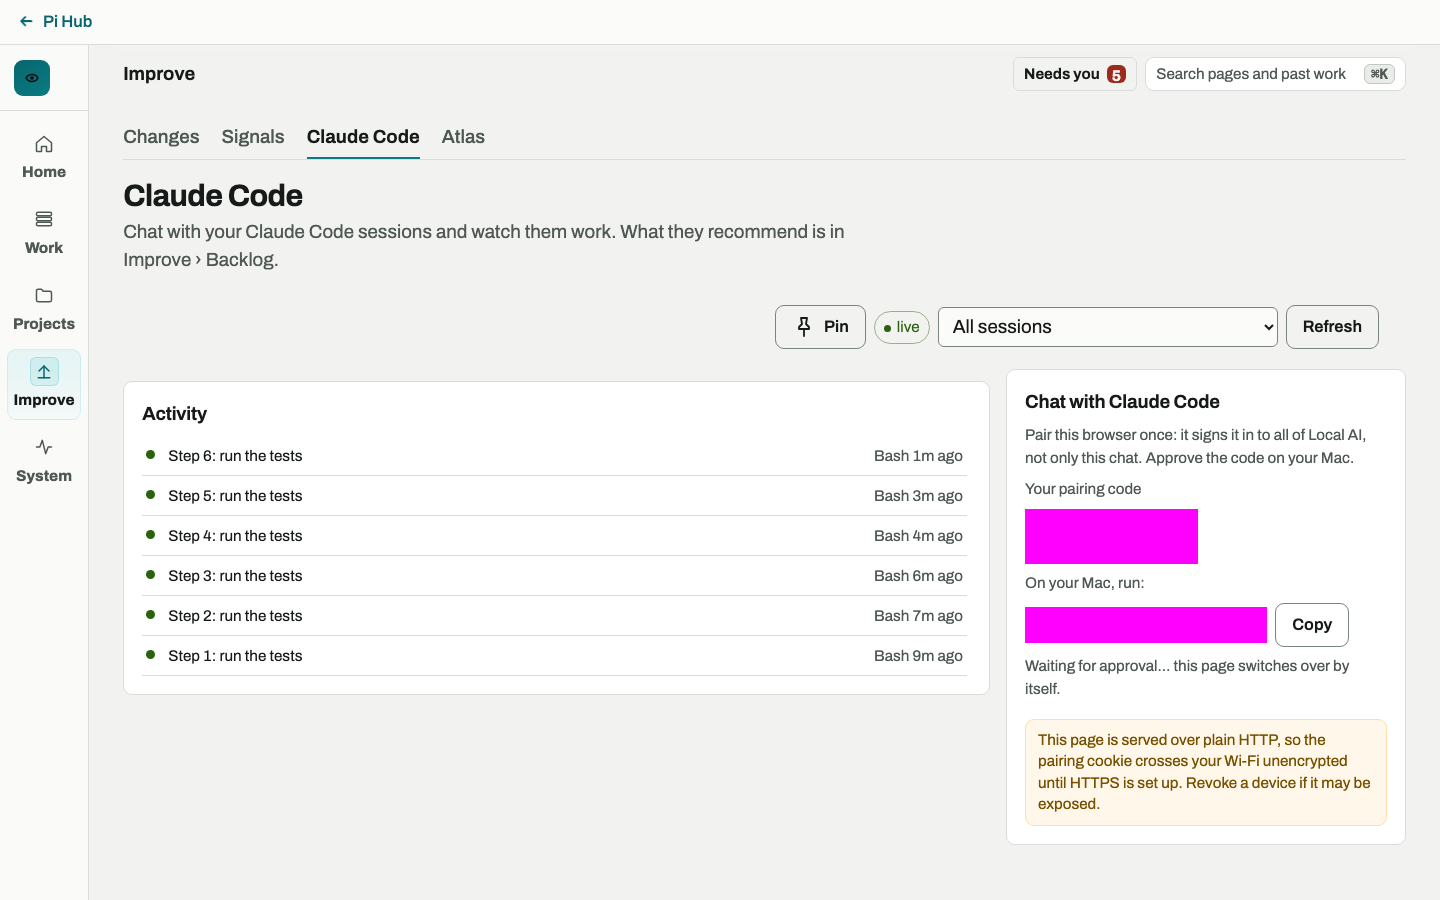 Pi Hub
Improve
Needs you 5
Search pages and past work ⌘K
Home
Work
Projects
Improve
System
Changes Signals Claude Code Atlas
Claude Code
Chat with your Claude Code sessions and watch them work. What they recommend is in
Improve › Backlog.
Pin
live
All sessions
Refresh
Activity
Step 6: run the tests Bash 1m ago
Step 5: run the tests Bash 3m ago
Step 4: run the tests Bash 4m ago
Step 3: run the tests Bash 6m ago
Step 2: run the tests Bash 7m ago
Step 1: run the tests Bash 9m ago
Chat with Claude Code
Pair this browser once: it signs it in to all of Local AI,
not only this chat. Approve the code on your Mac.
Your pairing code
On your Mac, run:
Copy
Waiting for approval... this page switches over by
itself.
This page is served over plain HTTP, so the
pairing cookie crosses your Wi-Fi unencrypted
until HTTPS is set up. Revoke a device if it may be
exposed.